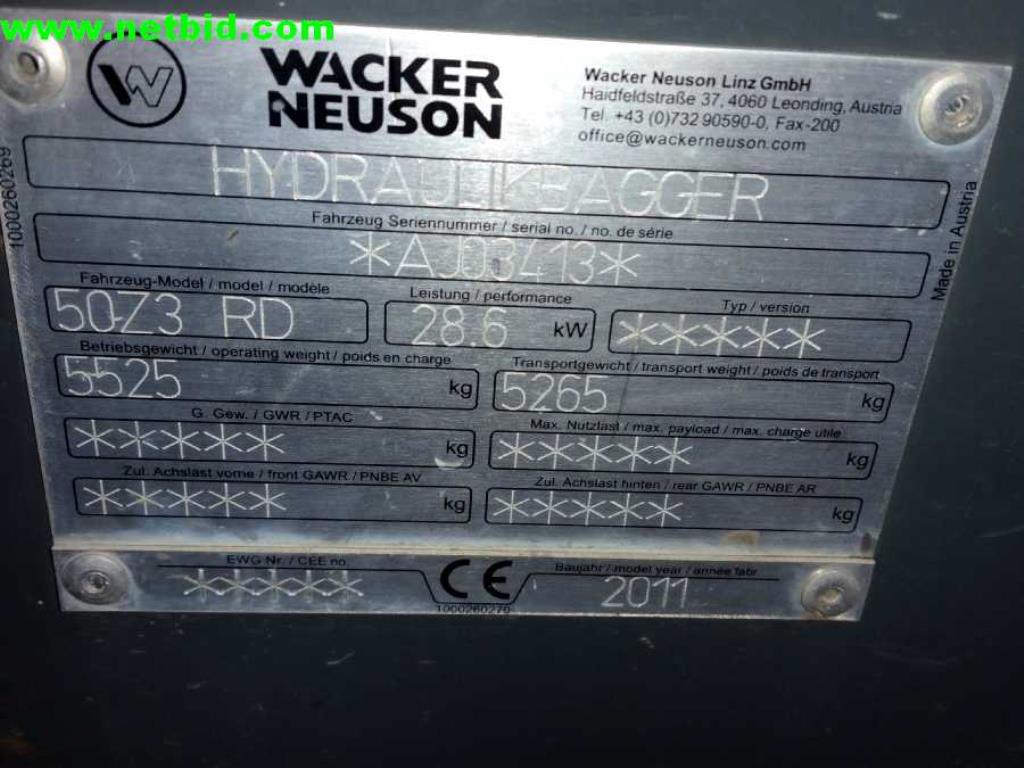 www.netbid.com
WACKER
NEUSON
Wacker Neuson Linz GmbH
Haidfeldstraße 37, 4060 Leonding, Austria
Tel. +43 (0)732 90590-0, Fax-200
office@wackerneuson.com
HYDRAULIKBAGGER
Fahrzeug Seriennummer / serial no. / no. de série
*AJ03413*
Fahrzeug-Model / model / modèle
50Z3 RD
Leistung / performance
28.6 kW
Typ / version
*****
Betriebsgewicht / operating weight / poids en charge
5525 kg
Transportgewicht / transport weight / poids de transport
5265 kg
G. Gew. / GWR / PTAC
***** kg
Max. Nutzlast / max. payload / max. charge utile
***** kg
Zul. Achslast vorne / front GAWR / PNBE AV
***** kg
Zul. Achslast hinten / rear GAWR / PNBE AR
***** kg
EWG Nr. / CEE no.
*****
CE
1000260270
Baujahr / model year / année fabr
2011
1000260269
Made in Austria